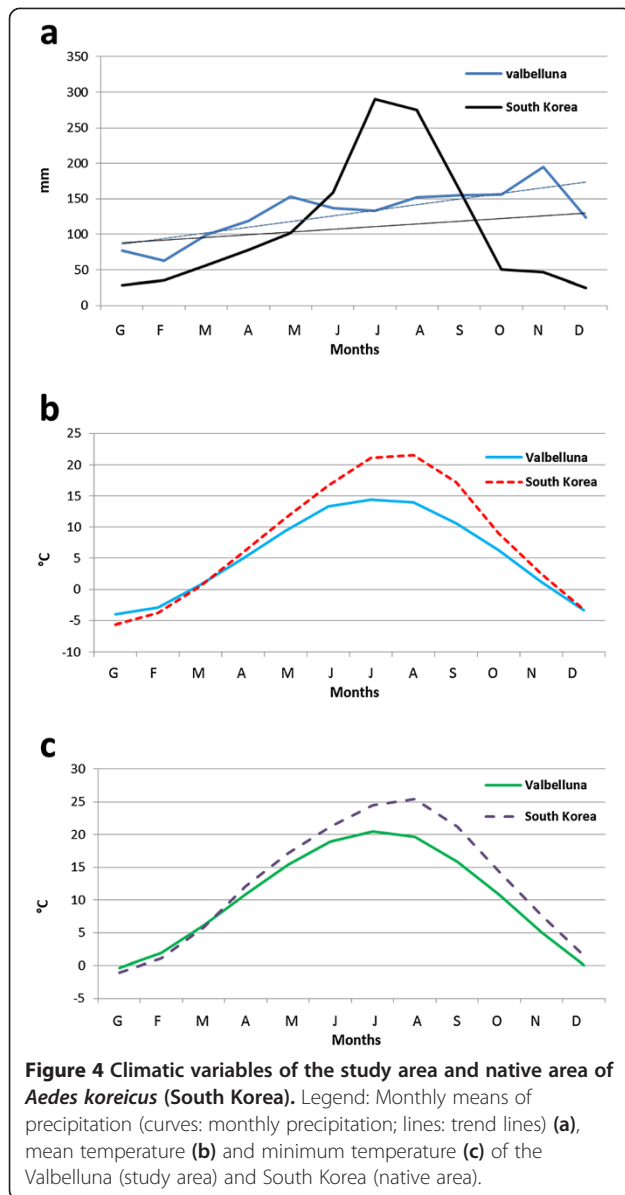 a
350
300
250
200
150
100
50
0
mm
valbelluna
South Korea
G F M A M J J A S O N D
Months
b
25
20
15
10
5
0
-5
-10
°C
Valbelluna
South Korea
G F M A M J J A S O N D
Months
c
30
25
20
15
10
5
0
-5
°C
Valbelluna
South Korea
G F M A M J J A S O N D
Months
Figure 4 Climatic variables of the study area and native area of
Aedes koreicus (South Korea). Legend: Monthly means of
precipitation (curves: monthly precipitation; lines: trend lines) (a),
mean temperature (b) and minimum temperature (c) of the
Valbelluna (study area) and South Korea (native area).